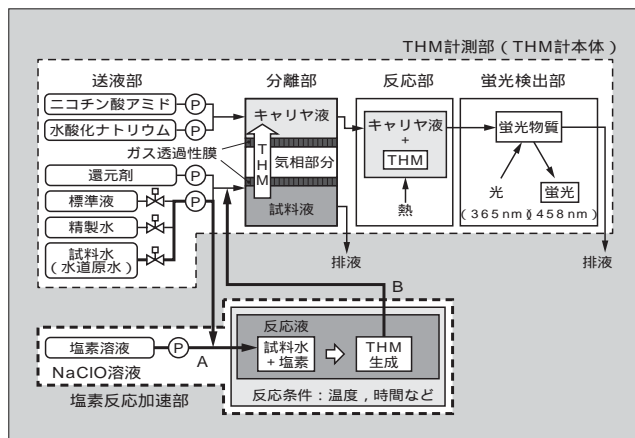 THM計測部(THM計本体)
送液部
分離部
反応部
蛍光検出部
ニコチン酸アミド
P
水酸化ナトリウム
P
ガス透過性膜
還元剤
標準液
P
精製水
試料水
(水道原水)
キャリヤ液
THM
気相部分
試料液
キャリヤ液
+
THM
熱
蛍光物質
光
蛍光
(365nm)
(458nm)
排液
排液
B
塩素溶液
P
A
NaClO溶液
塩素反応加速部
反応液
試料水
+塩素
THM
生成
反応条件:温度,時間など